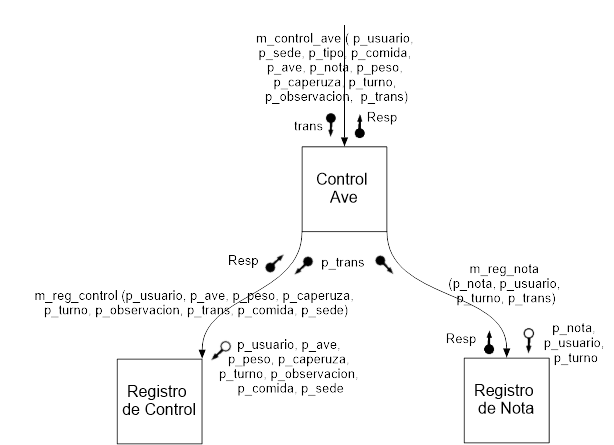 m_control_ave ( p_usuario,
p_sede, p_tipo, p_comida,
p_ave, p_nota, p_peso,
p_caperuza, p_turno,
p_observacion, p_trans)
trans
Resp
Control
Ave
Resp
p_trans
m_reg_control (p_usuario, p_ave, p_peso, p_caperuza,
p_turno, p_observacion, p_trans, p_comida, p_sede)
m_reg_nota
(p_nota, p_usuario,
p_turno, p_trans)
p_usuario, p_ave,
p_peso, p_caperuza,
p_turno, p_observacion,
p_comida, p_sede
Resp
p_nota,
p_usuario,
p_turno
Registro
de Control
Registro
de Nota